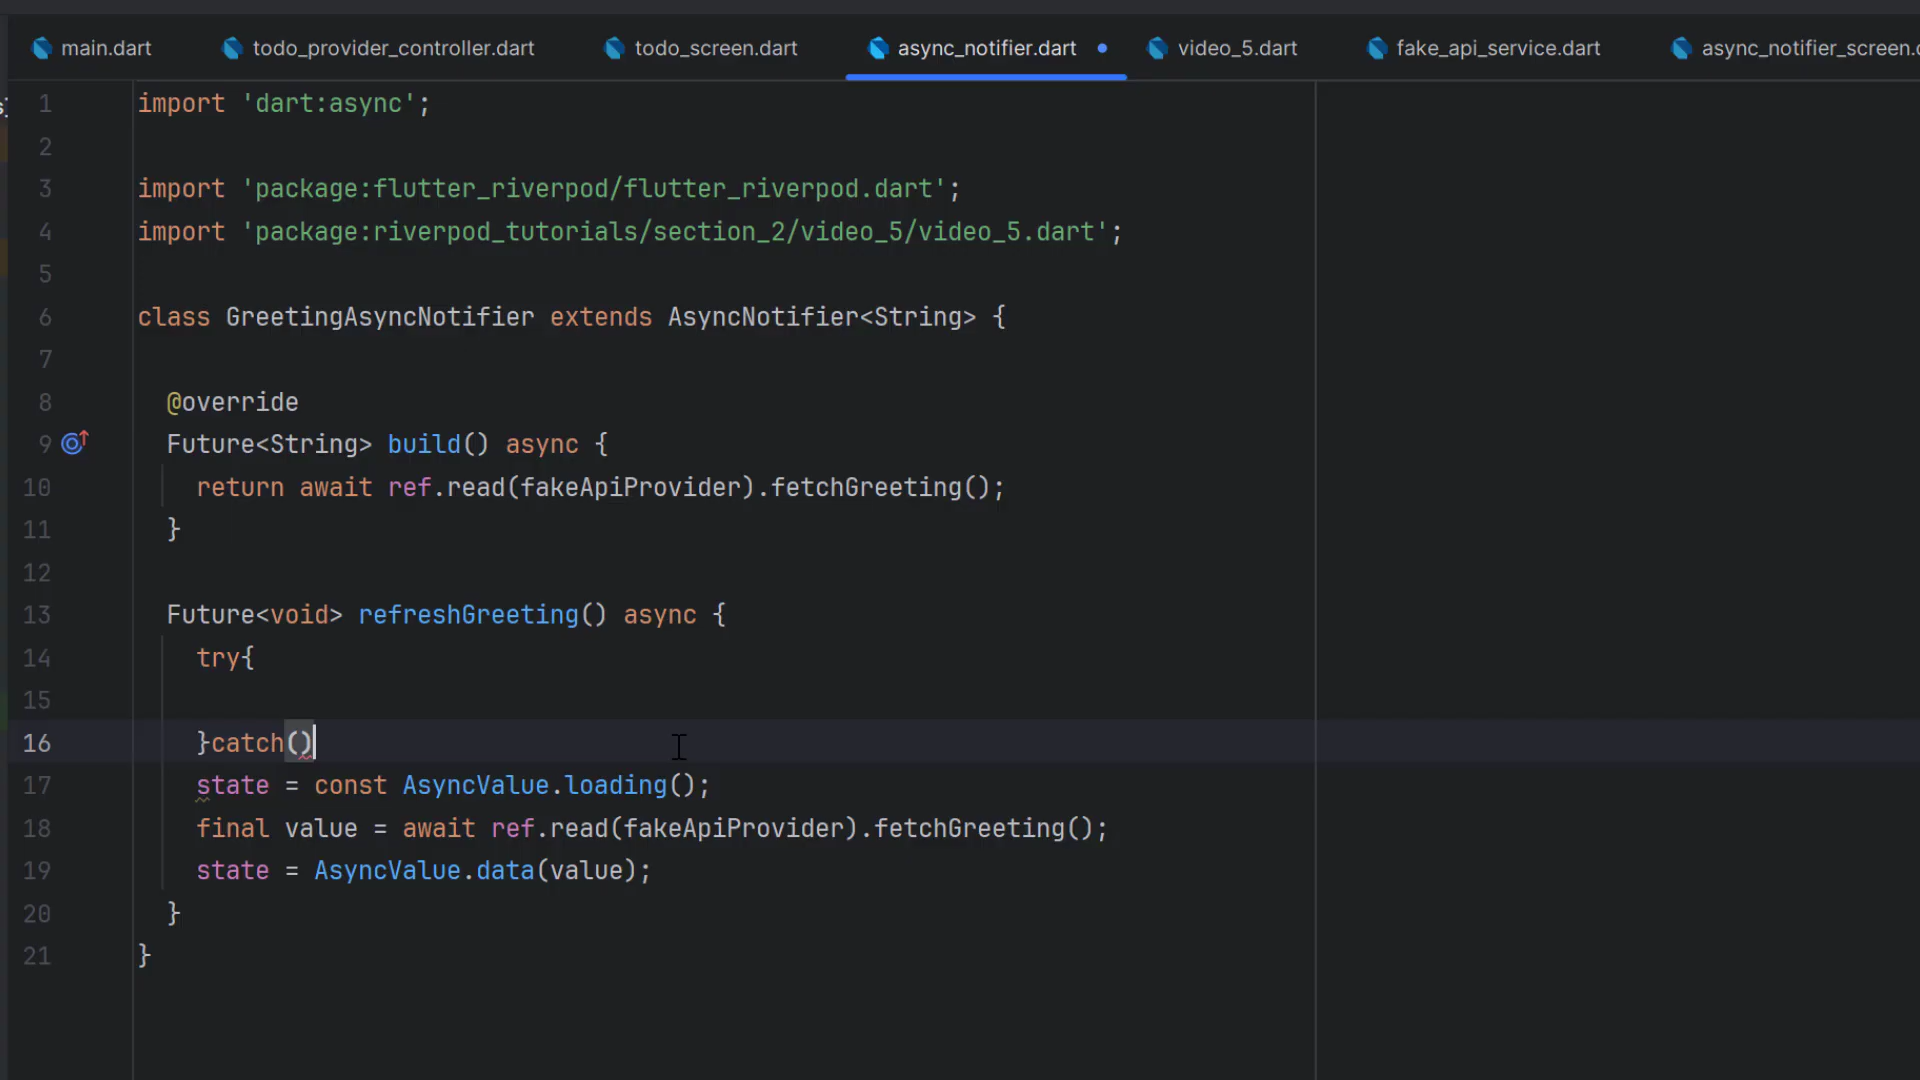 main.dart todo_provider_controller.dart todo_screen.dart async_notifier.dart video_5.dart fake_api_service.dart async_notifier_screen.
1 import 'dart:async';
2
3 import 'package:flutter_riverpod/flutter_riverpod.dart';
4 import 'package:riverpod_tutorials/section_2/video_5/video_5.dart';
5
6 class GreetingAsyncNotifier extends AsyncNotifier<String> {
7
8 @override
9 Future<String> build() async {
10 return await ref.read(fakeApiProvider).fetchGreeting();
11 }
12
13 Future<void> refreshGreeting() async {
14 try{
15
16 }catch()
17 state = const AsyncValue.loading();
18 final value = await ref.read(fakeApiProvider).fetchGreeting();
19 state = AsyncValue.data(value);
20 }
21 }